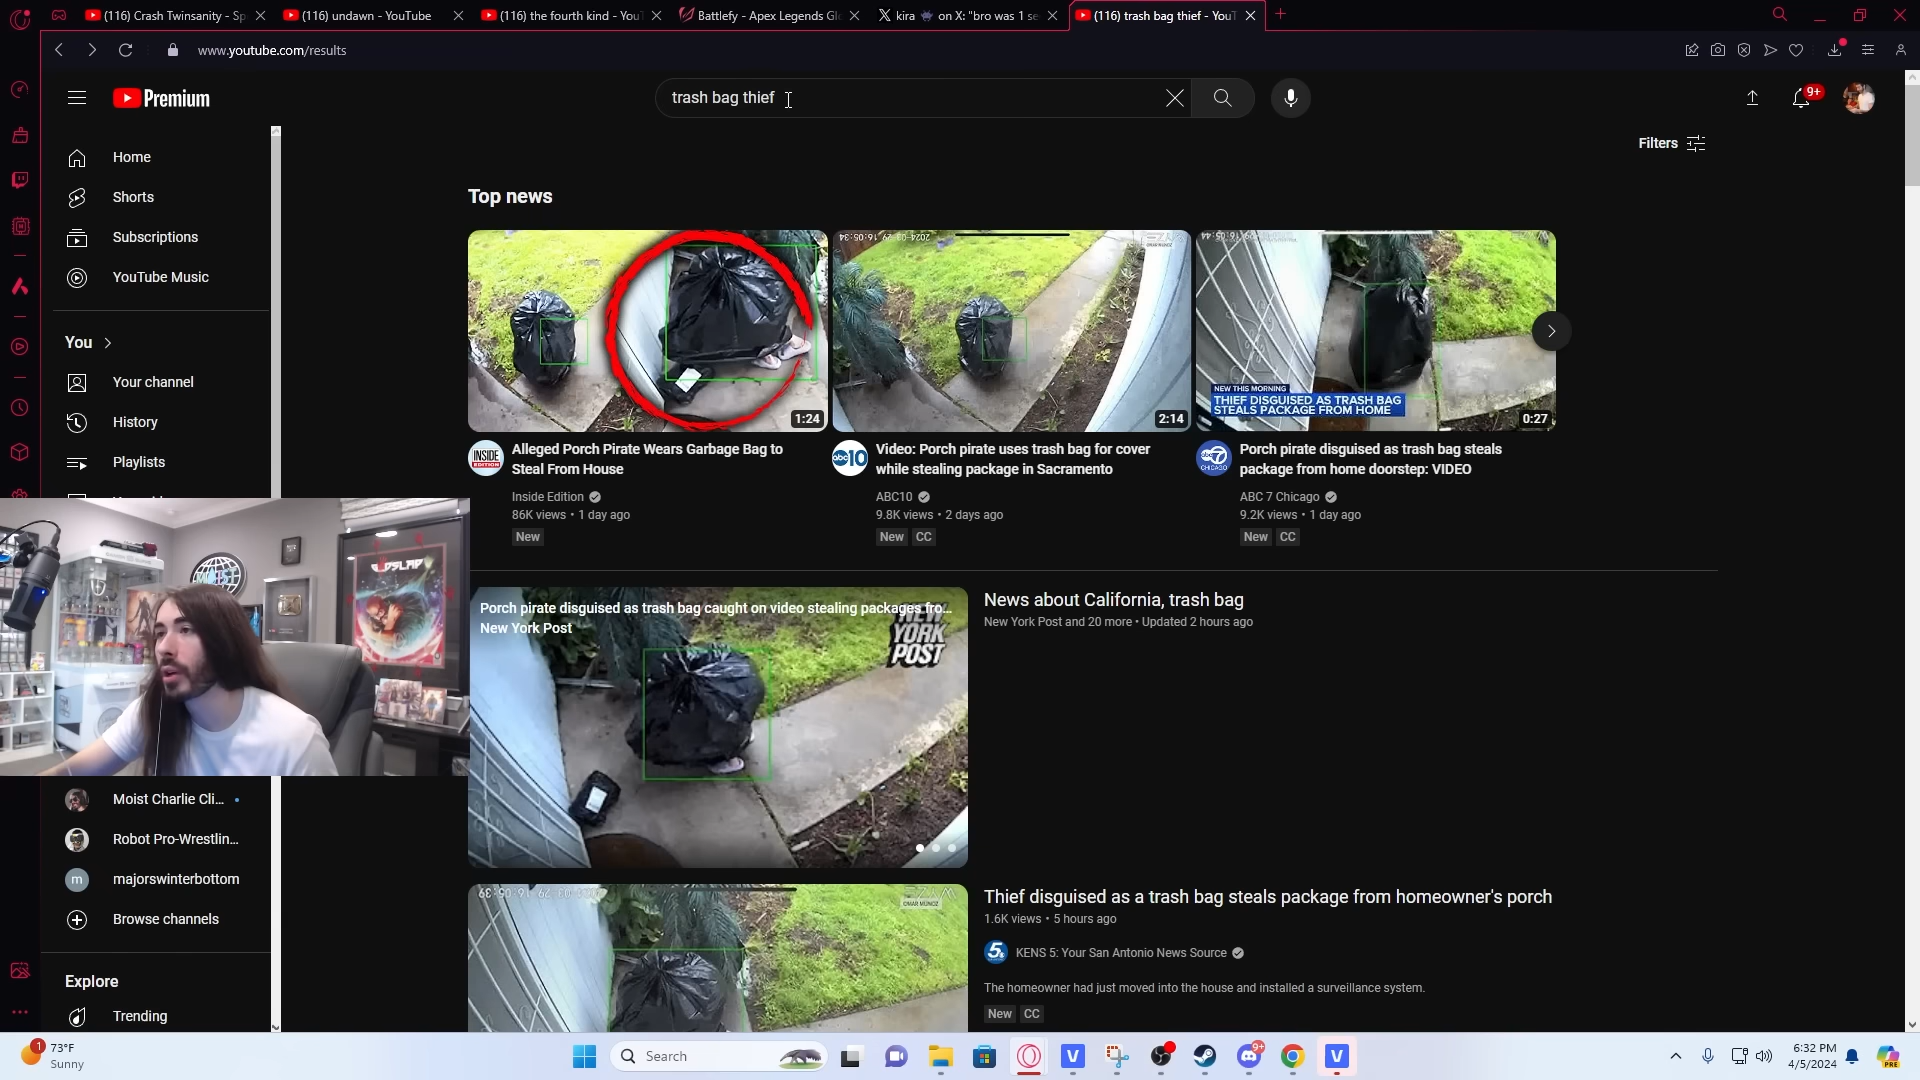 (116) Crash Twinsanity - Sp
(116) undawn - YouTube
(116) the fourth kind - YouT
Battlefy - Apex Legends Gl
kira 👾 on X: "bro was 1 se
(116) trash bag thief - YouT
www.youtube.com/results
Premium
trash bag thief
9+
Filters
Home
Shorts
Subscriptions
YouTube Music
You
Your channel
History
Playlists
Top news
1:24
2:14
NEW THIS MORNING
THIEF DISGUISED AS TRASH BAG
STEALS PACKAGE FROM HOME
0:27
INSIDE EDITION
Alleged Porch Pirate Wears Garbage Bag to
Steal From House
Inside Edition
86K views • 1 day ago
New
abc10
Video: Porch pirate uses trash bag for cover
while stealing package in Sacramento
ABC10
9.8K views • 2 days ago
New CC
Porch pirate disguised as trash bag steals
package from home doorstep: VIDEO
ABC 7 Chicago
9.2K views • 1 day ago
New CC
Porch pirate disguised as trash bag caught on video stealing packages fro...
New York Post
NEW
YORK
POST
News about California, trash bag
New York Post and 20 more • Updated 2 hours ago
MOIST
Moist Charlie Cli...
Robot Pro-Wrestlin...
m
majorswinterbottom
Browse channels
Explore
Trending
Thief disguised as a trash bag steals package from homeowner's porch
1.6K views • 5 hours ago
5
KENS 5: Your San Antonio News Source
The homeowner had just moved into the house and installed a surveillance system.
New CC
1
73°F
Sunny
Search
9+
6:32 PM
4/5/2024
PRE